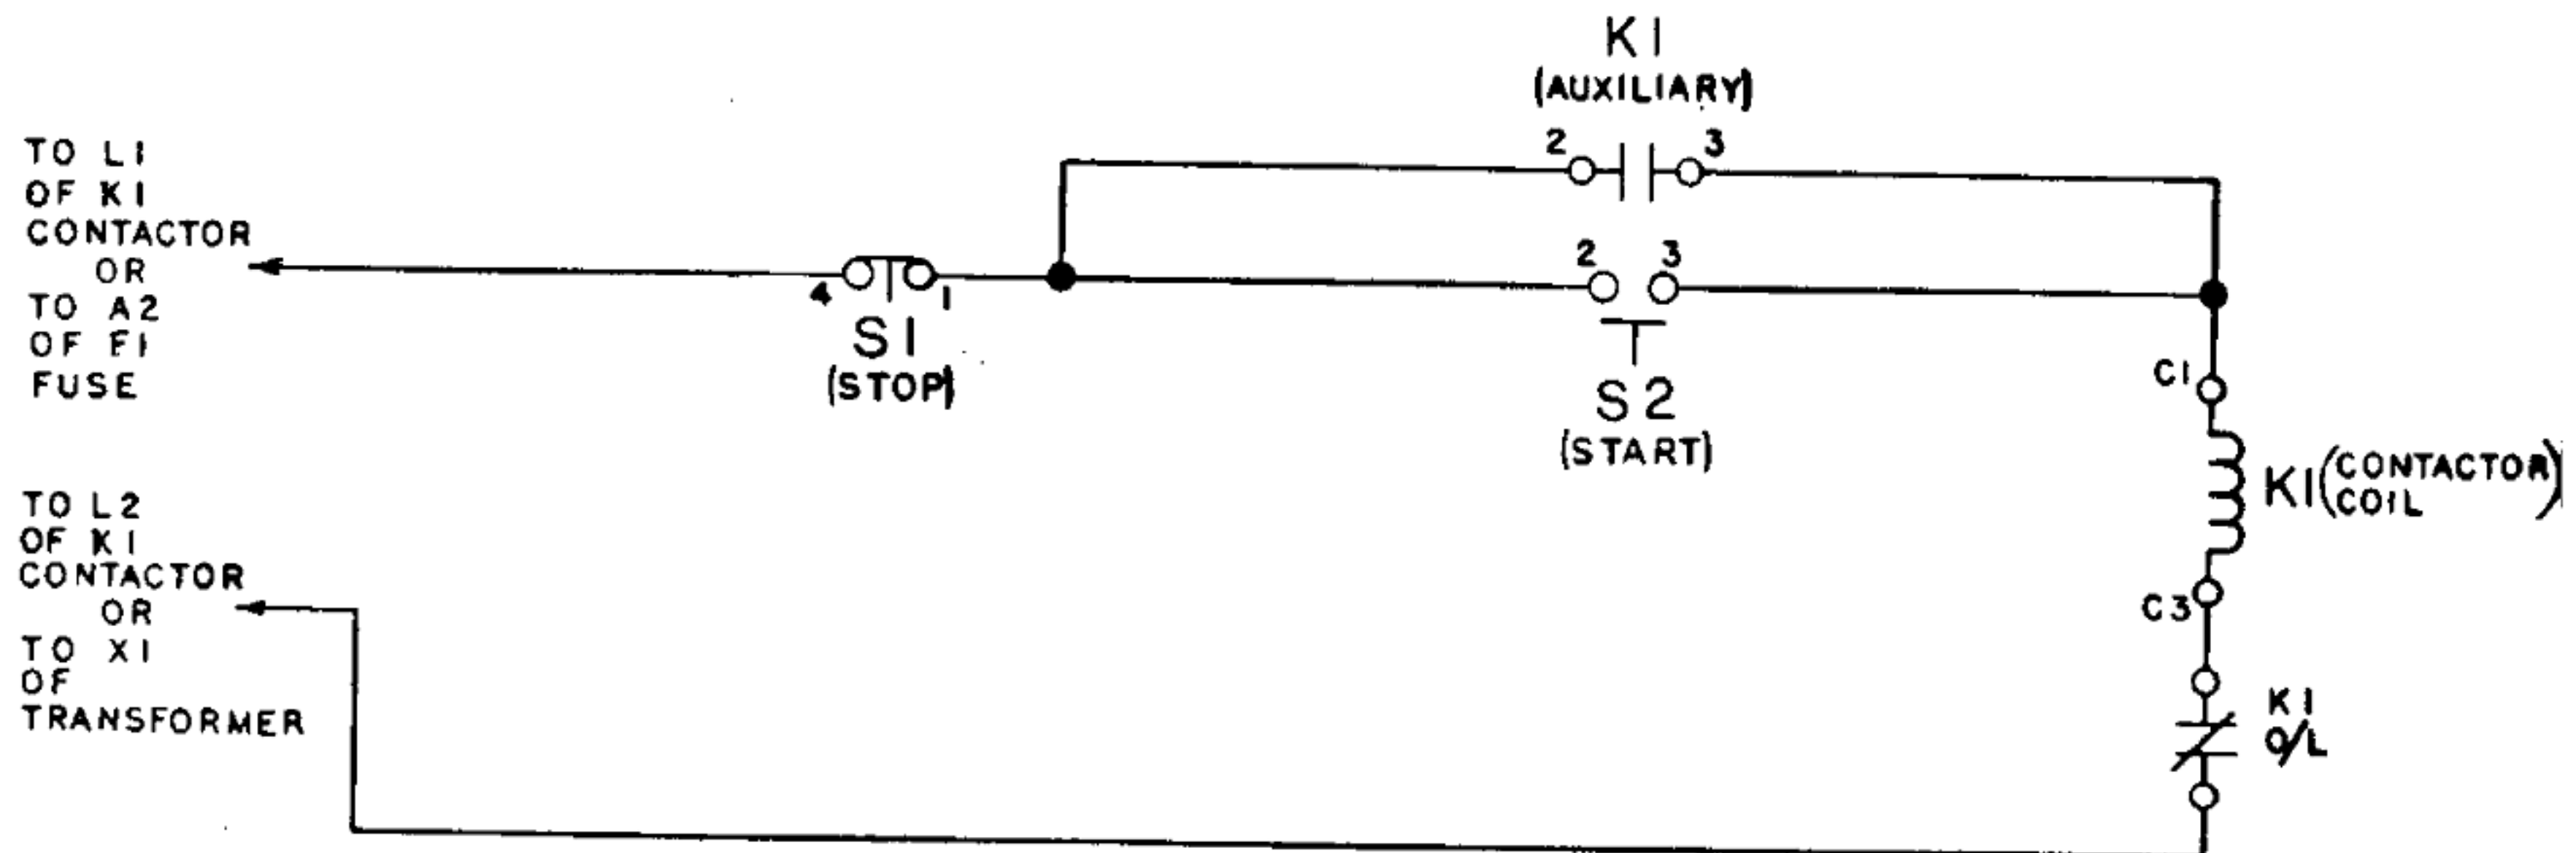 K1
(AUXILIARY)
2 3
TO L1
OF K1
CONTACTOR
OR
TO A2
OF F1
FUSE
4 1
S1
(STOP)
2 3
S2
(START)
C1
K1 (CONTACTOR
COIL)
C3
K1
O/L
TO L2
OF K1
CONTACTOR
OR
TO X1
OF
TRANSFORMER